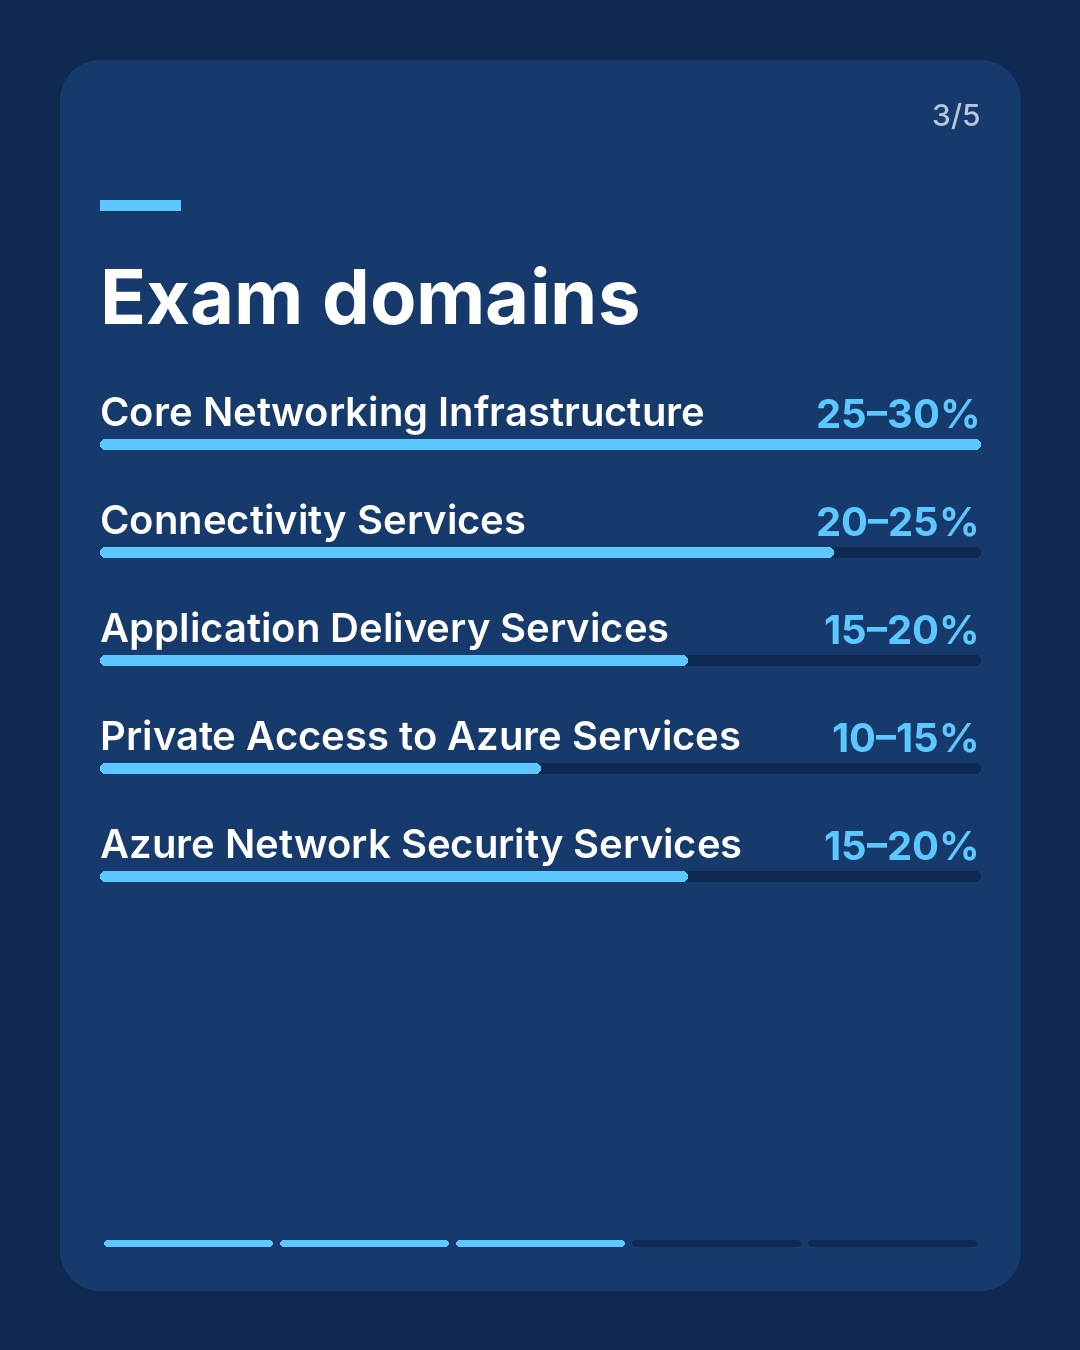 3/5
Exam domains
Core Networking Infrastructure 25–30%
Connectivity Services 20–25%
Application Delivery Services 15–20%
Private Access to Azure Services 10–15%
Azure Network Security Services 15–20%